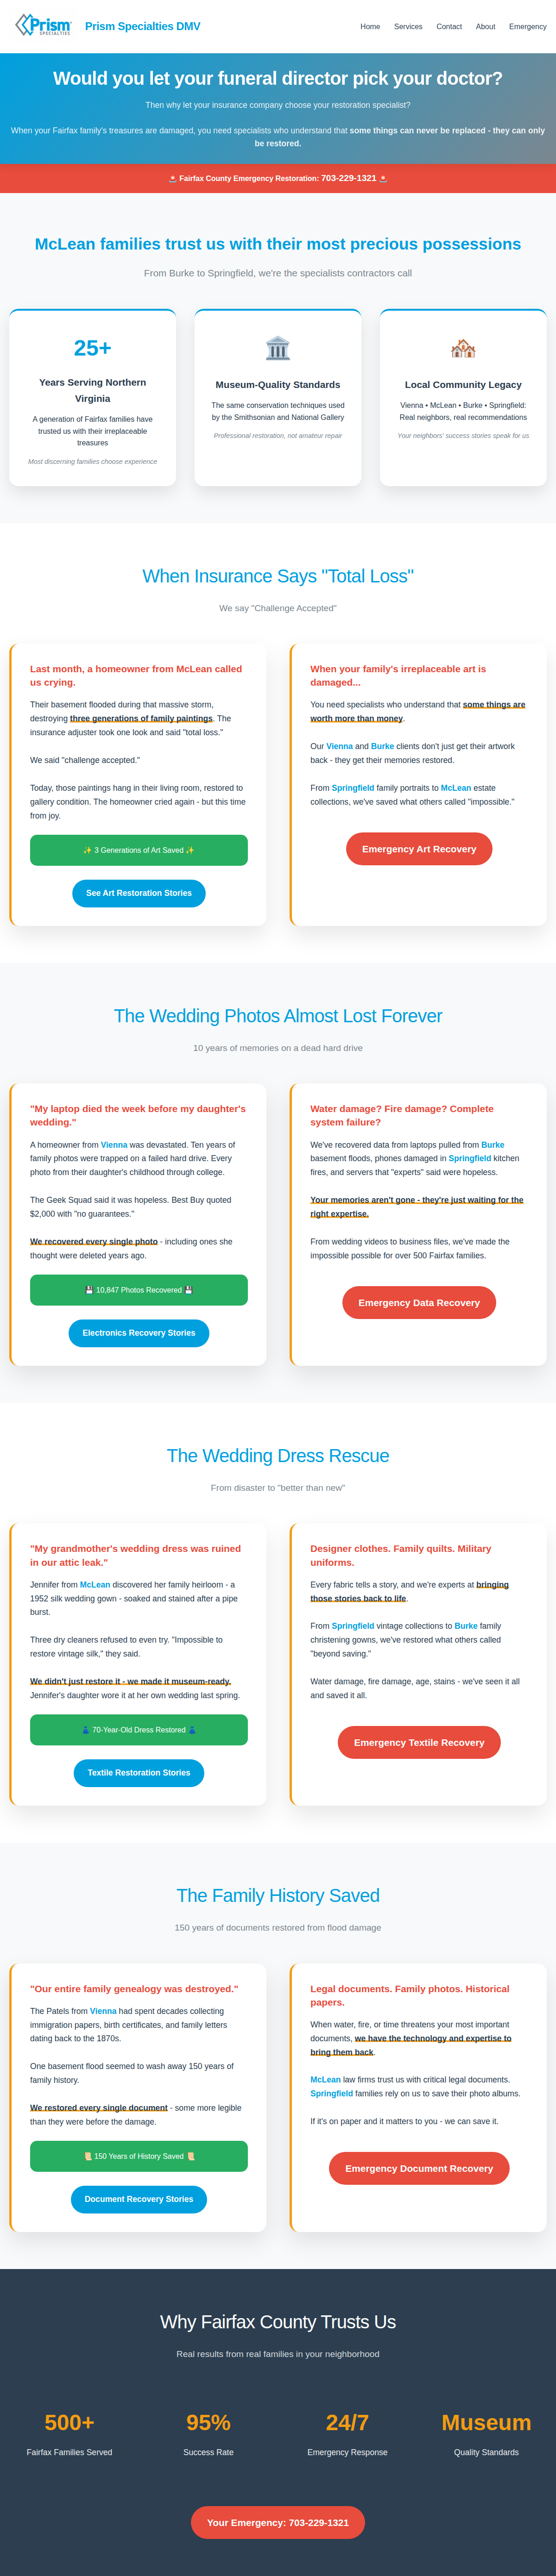 Prism
SPECIALTIES
Prism Specialties DMV
Home Services Contact About Emergency
Would you let your funeral director pick your doctor?
Then why let your insurance company choose your restoration specialist?
When your Fairfax family's treasures are damaged, you need specialists who understand that some things can never be replaced - they can only
be restored.
🚨 Fairfax County Emergency Restoration: 703-229-1321 🚨
McLean families trust us with their most precious possessions
From Burke to Springfield, we're the specialists contractors call
25+
Years Serving Northern
Virginia
A generation of Fairfax families have
trusted us with their irreplaceable
treasures
Most discerning families choose experience
🏛️
Museum-Quality Standards
The same conservation techniques used
by the Smithsonian and National Gallery
Professional restoration, not amateur repair
🏘️
Local Community Legacy
Vienna • McLean • Burke • Springfield:
Real neighbors, real recommendations
Your neighbors' success stories speak for us
When Insurance Says "Total Loss"
We say "Challenge Accepted"
Last month, a homeowner from McLean called
us crying.
Their basement flooded during that massive storm,
destroying three generations of family paintings. The
insurance adjuster took one look and said "total loss."
We said "challenge accepted."
Today, those paintings hang in their living room, restored to
gallery condition. The homeowner cried again - but this time
from joy.
✨ 3 Generations of Art Saved ✨
See Art Restoration Stories
When your family's irreplaceable art is
damaged...
You need specialists who understand that some things are
worth more than money.
Our Vienna and Burke clients don't just get their artwork
back - they get their memories restored.
From Springfield family portraits to McLean estate
collections, we've saved what others called "impossible."
Emergency Art Recovery
The Wedding Photos Almost Lost Forever
10 years of memories on a dead hard drive
"My laptop died the week before my daughter's
wedding."
A homeowner from Vienna was devastated. Ten years of
family photos were trapped on a failed hard drive. Every
photo from their daughter's childhood through college.
The Geek Squad said it was hopeless. Best Buy quoted
$2,000 with "no guarantees."
We recovered every single photo - including ones she
thought were deleted years ago.
💾 10,847 Photos Recovered 💾
Electronics Recovery Stories
Water damage? Fire damage? Complete
system failure?
We've recovered data from laptops pulled from Burke
basement floods, phones damaged in Springfield kitchen
fires, and servers that "experts" said were hopeless.
Your memories aren't gone - they're just waiting for the
right expertise.
From wedding videos to business files, we've made the
impossible possible for over 500 Fairfax families.
Emergency Data Recovery
The Wedding Dress Rescue
From disaster to "better than new"
"My grandmother's wedding dress was ruined
in our attic leak."
Jennifer from McLean discovered her family heirloom - a
1952 silk wedding gown - soaked and stained after a pipe
burst.
Three dry cleaners refused to even try. "Impossible to
restore vintage silk," they said.
We didn't just restore it - we made it museum-ready.
Jennifer's daughter wore it at her own wedding last spring.
👗 70-Year-Old Dress Restored 👗
Textile Restoration Stories
Designer clothes. Family quilts. Military
uniforms.
Every fabric tells a story, and we're experts at bringing
those stories back to life.
From Springfield vintage collections to Burke family
christening gowns, we've restored what others called
"beyond saving."
Water damage, fire damage, age, stains - we've seen it all
and saved it all.
Emergency Textile Recovery
The Family History Saved
150 years of documents restored from flood damage
"Our entire family genealogy was destroyed."
The Patels from Vienna had spent decades collecting
immigration papers, birth certificates, and family letters
dating back to the 1870s.
One basement flood seemed to wash away 150 years of
family history.
We restored every single document - some more legible
than they were before the damage.
📜 150 Years of History Saved 📜
Document Recovery Stories
Legal documents. Family photos. Historical
papers.
When water, fire, or time threatens your most important
documents, we have the technology and expertise to
bring them back.
McLean law firms trust us with critical legal documents.
Springfield families rely on us to save their photo albums.
If it's on paper and it matters to you - we can save it.
Emergency Document Recovery
Why Fairfax County Trusts Us
Real results from real families in your neighborhood
500+
Fairfax Families Served
95%
Success Rate
24/7
Emergency Response
Museum
Quality Standards
Your Emergency: 703-229-1321